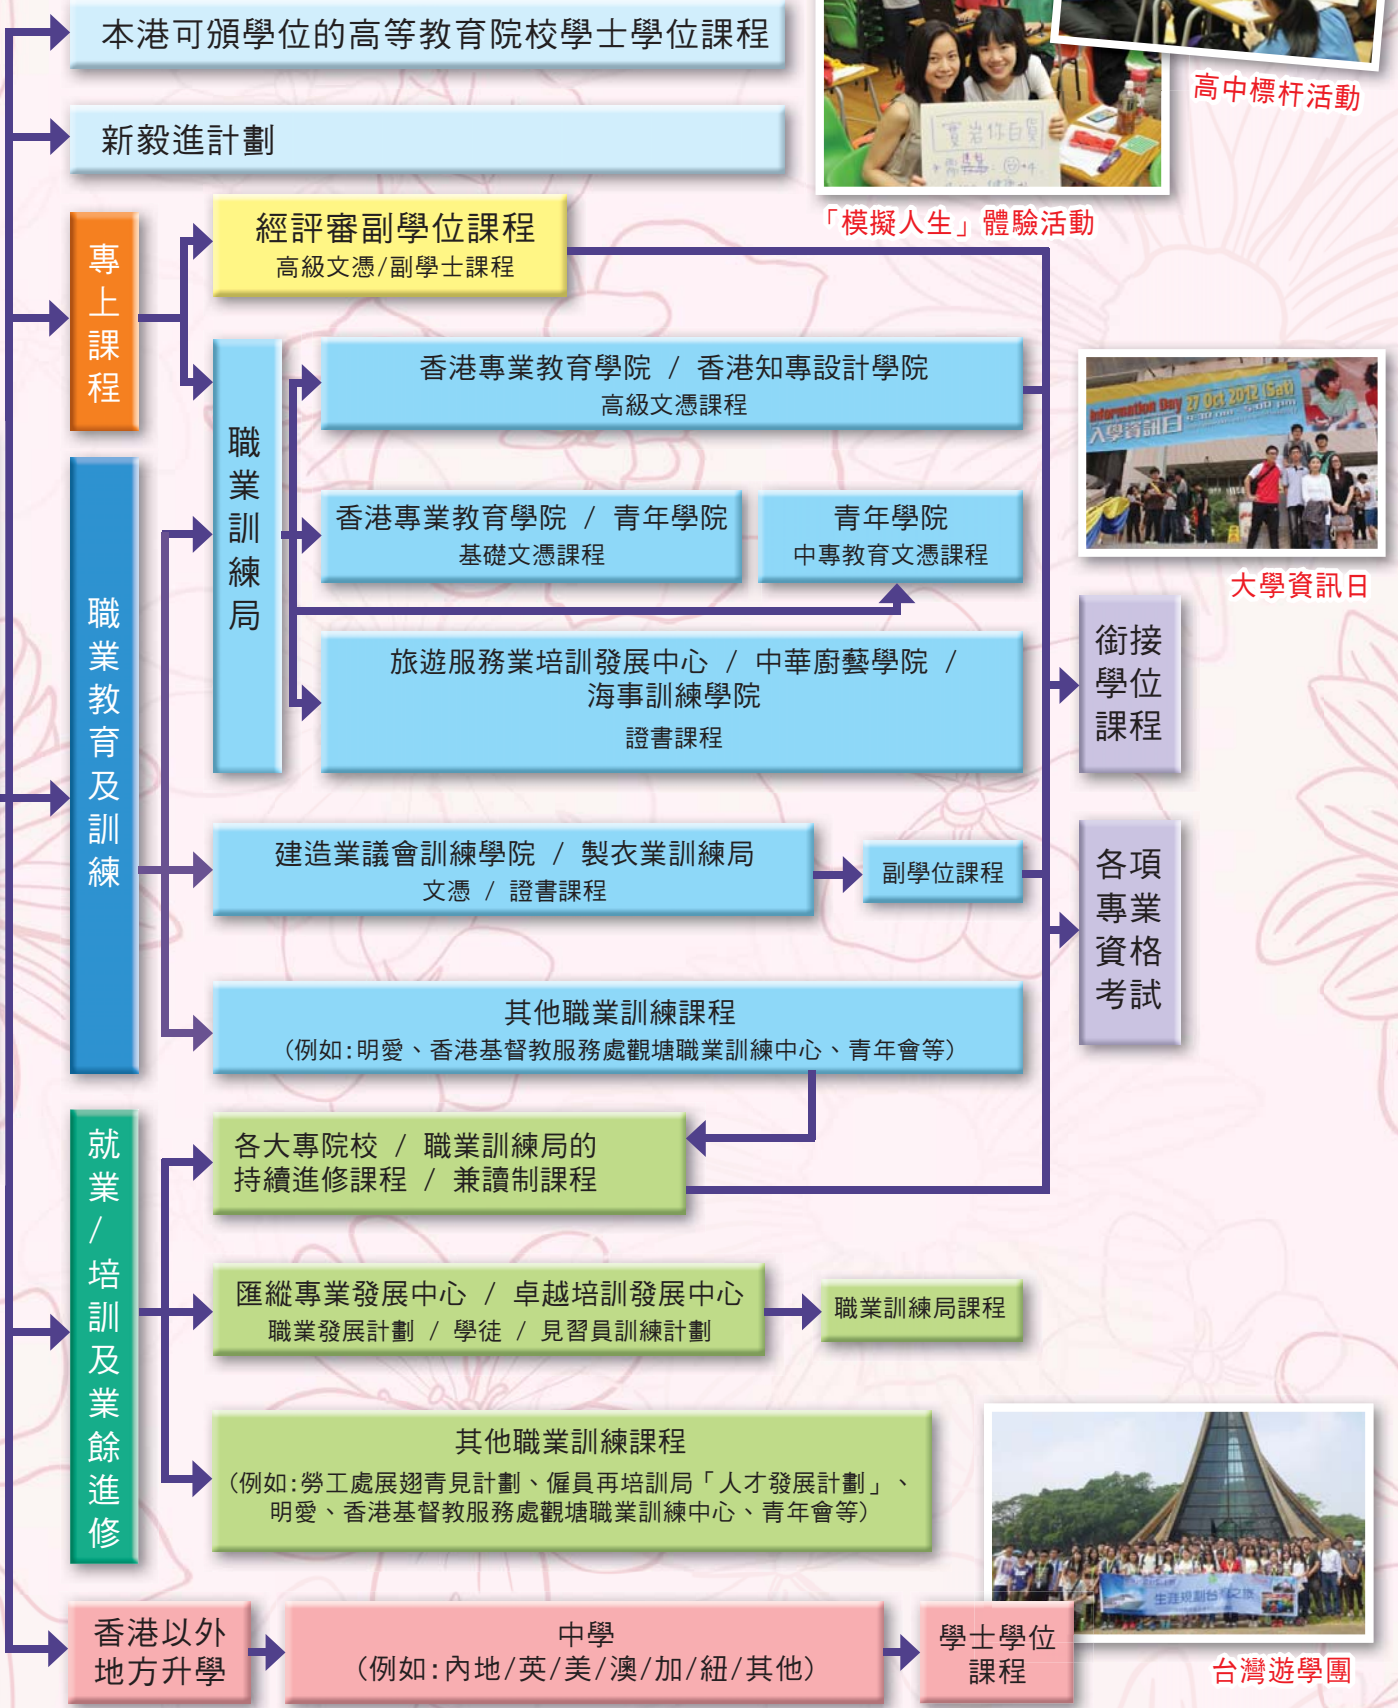 本港可頒學位的高等教育院校學士學位課程
新毅進計劃
高中標杆活動
「模擬人生」體驗活動
專上課程
經評審副學位課程
高級文憑/副學士課程
職業訓練局
香港專業教育學院 / 香港知專設計學院
高級文憑課程
Information Day 27 Oct 2012 (Sat)
入學資訊日
大學資訊日
職業教育及訓練
香港專業教育學院 / 青年學院
基礎文憑課程
青年學院
中專教育文憑課程
旅遊服務業培訓發展中心 / 中華廚藝學院 /
海事訓練學院
證書課程
銜接
學位
課程
建造業議會訓練學院 / 製衣業訓練局
文憑 / 證書課程
副學位課程
各項
專業
資格
考試
其他職業訓練課程
(例如:明愛、香港基督教服務處觀塘職業訓練中心、青年會等)
就業/培訓及業餘進修
各大專院校 / 職業訓練局的
持續進修課程 / 兼讀制課程
匯縱專業發展中心 / 卓越培訓發展中心
職業發展計劃 / 學徒 / 見習員訓練計劃
職業訓練局課程
其他職業訓練課程
(例如:勞工處展翅青見計劃、僱員再培訓局「人才發展計劃」、
明愛、香港基督教服務處觀塘職業訓練中心、青年會等)
生涯規劃台灣之旅
台灣遊學團
香港以外
地方升學
中學
(例如:內地/英/美/澳/加/紐/其他)
學士學位
課程